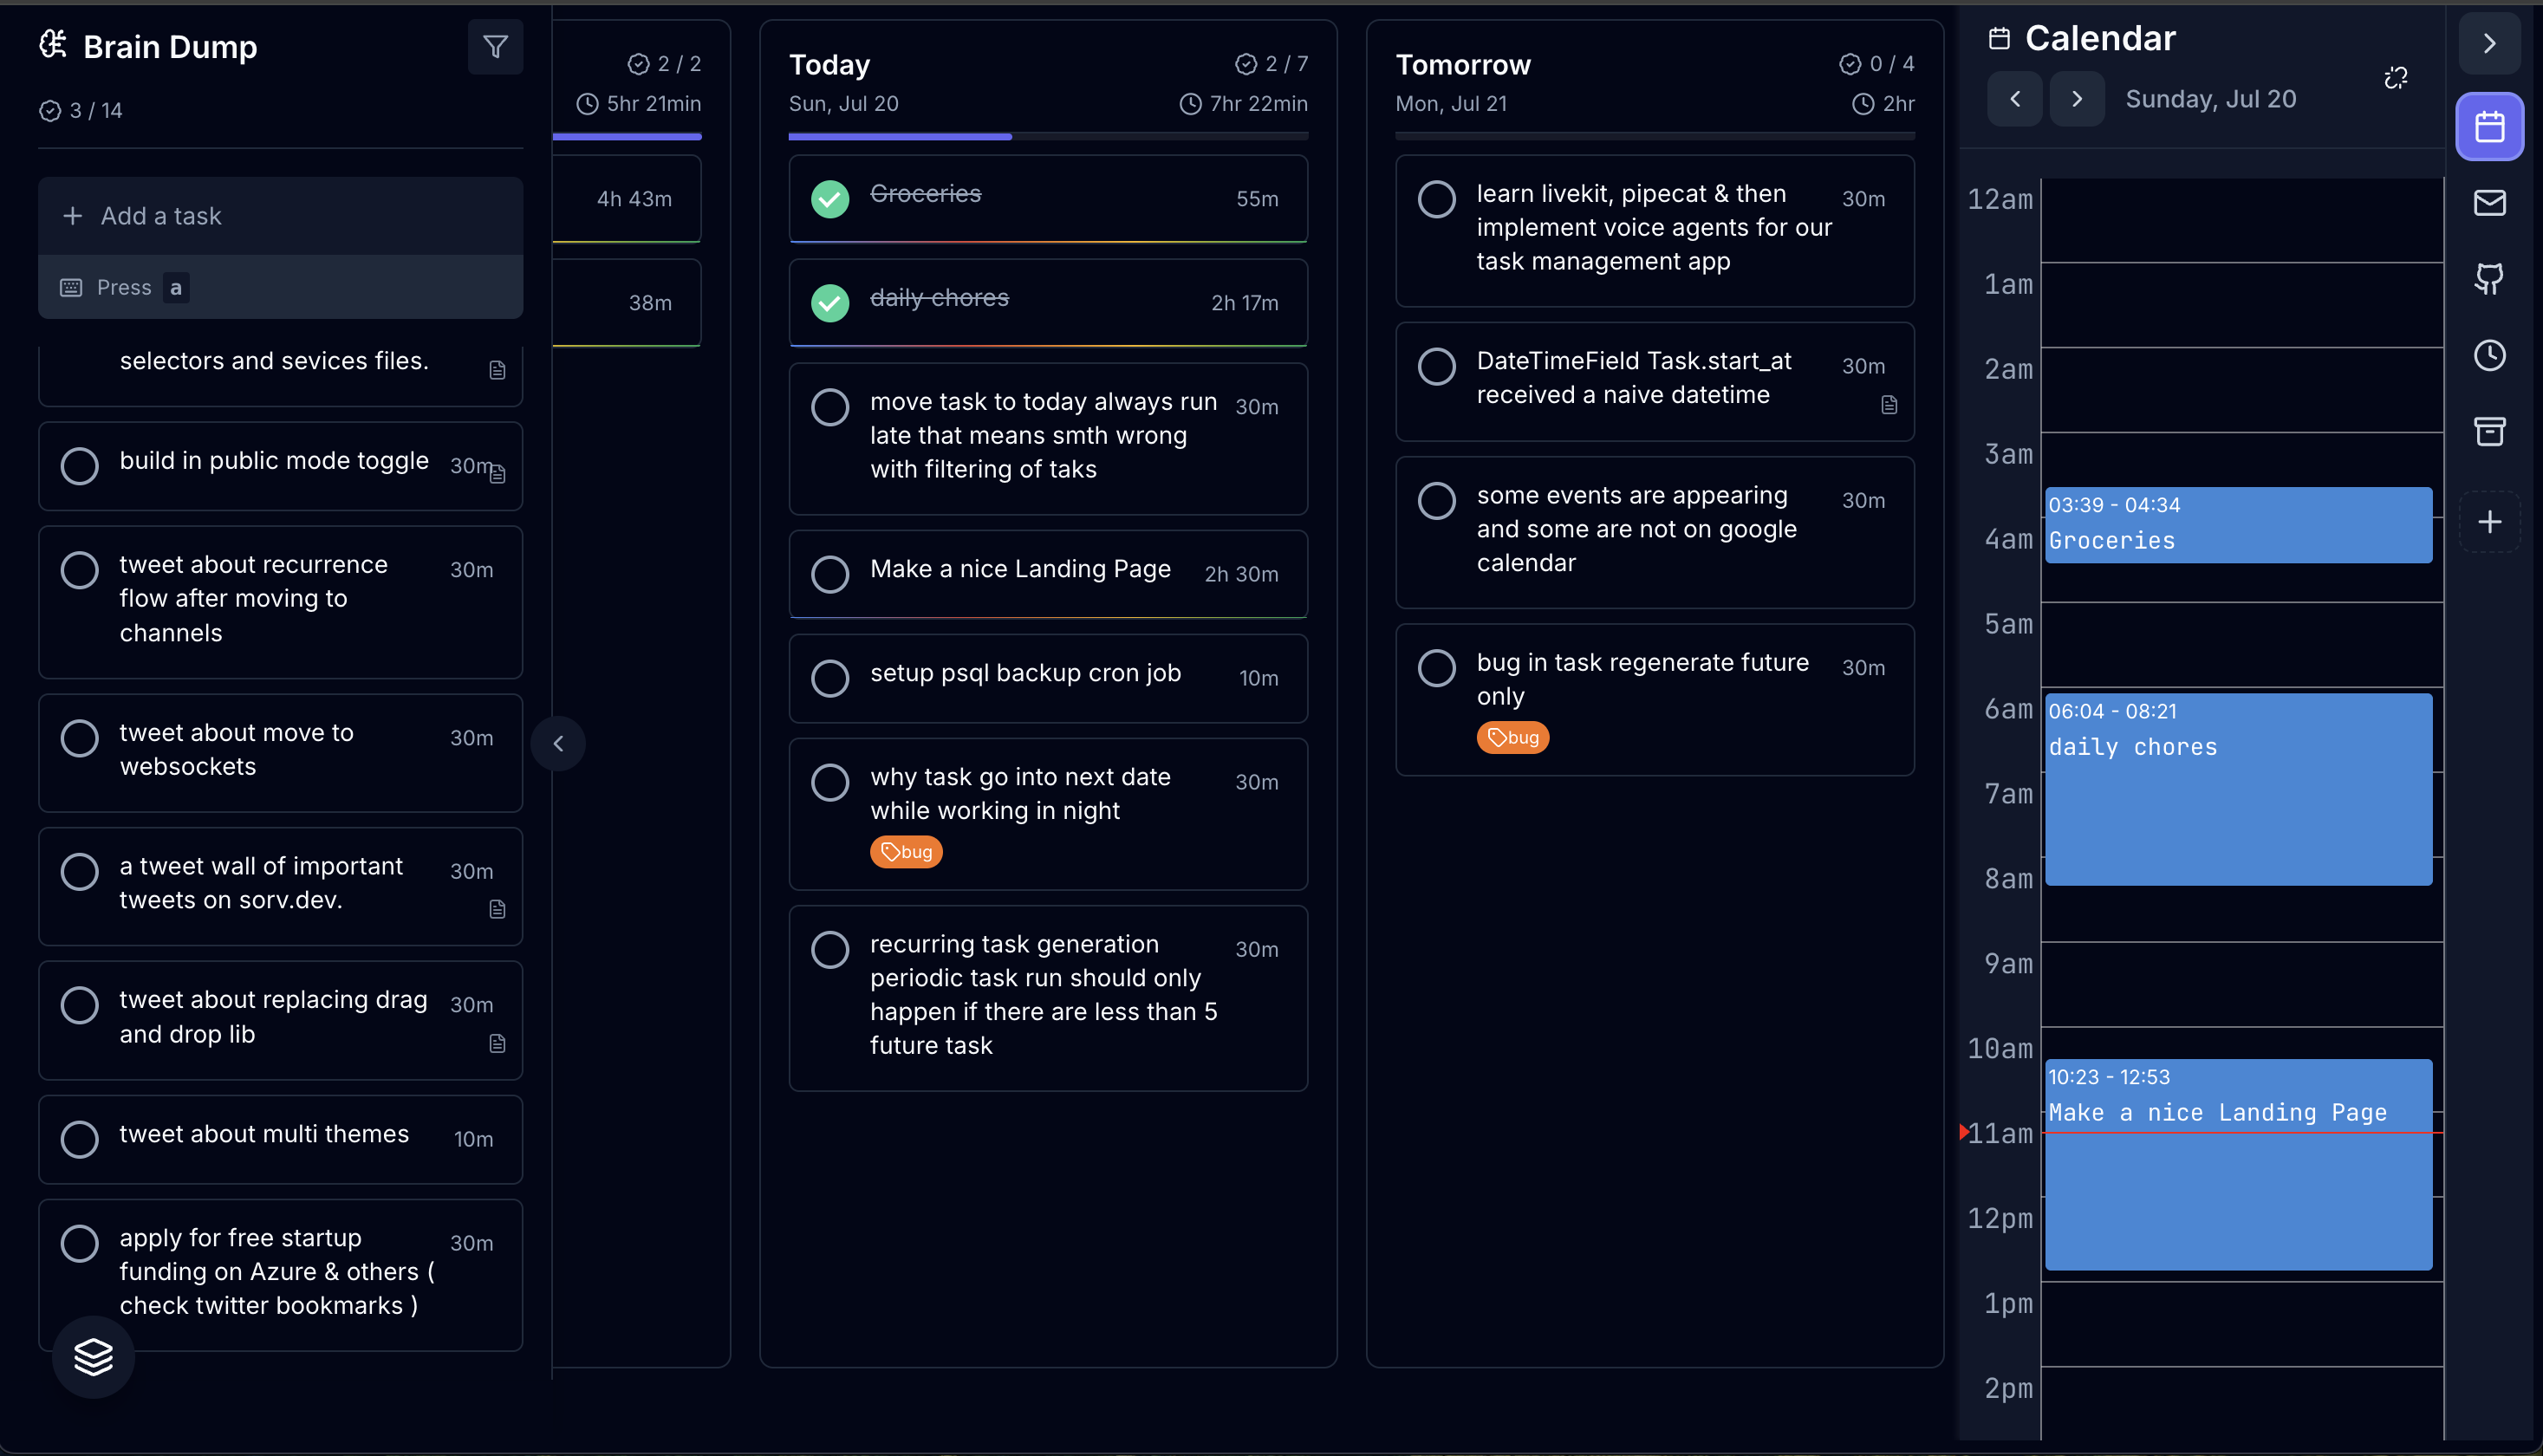 Brain Dump
3 / 14
Add a task
Press a
selectors and sevices files.
build in public mode toggle 30m
tweet about recurrence 30m
flow after moving to
channels
tweet about move to 30m
websockets
a tweet wall of important 30m
tweets on sorv.dev.
tweet about replacing drag 30m
and drop lib
tweet about multi themes 10m
apply for free startup 30m
funding on Azure & others (
check twitter bookmarks )
2 / 2
5hr 21min
4h 43m
38m
Today 2 / 7
Sun, Jul 20 7hr 22min
Groceries 55m
daily chores 2h 17m
move task to today always run 30m
late that means smth wrong
with filtering of taks
Make a nice Landing Page 2h 30m
setup psql backup cron job 10m
why task go into next date 30m
while working in night
bug
recurring task generation 30m
periodic task run should only
happen if there are less than 5
future task
Tomorrow 0 / 4
Mon, Jul 21 2hr
learn livekit, pipecat & then 30m
implement voice agents for our
task management app
DateTimeField Task.start_at 30m
received a naive datetime
some events are appearing 30m
and some are not on google
calendar
bug in task regenerate future 30m
only
bug
Calendar
Sunday, Jul 20
12am
1am
2am
3am
03:39 - 04:34
4am Groceries
5am
6am 06:04 - 08:21
daily chores
7am
8am
9am
10am
10:23 - 12:53
Make a nice Landing Page
11am
12pm
1pm
2pm